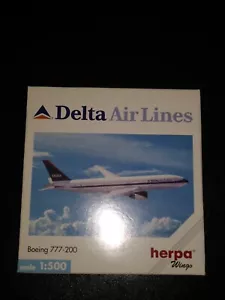 Delta Air Lines
Boeing 777-200
scale 1:500
herpa
Wings